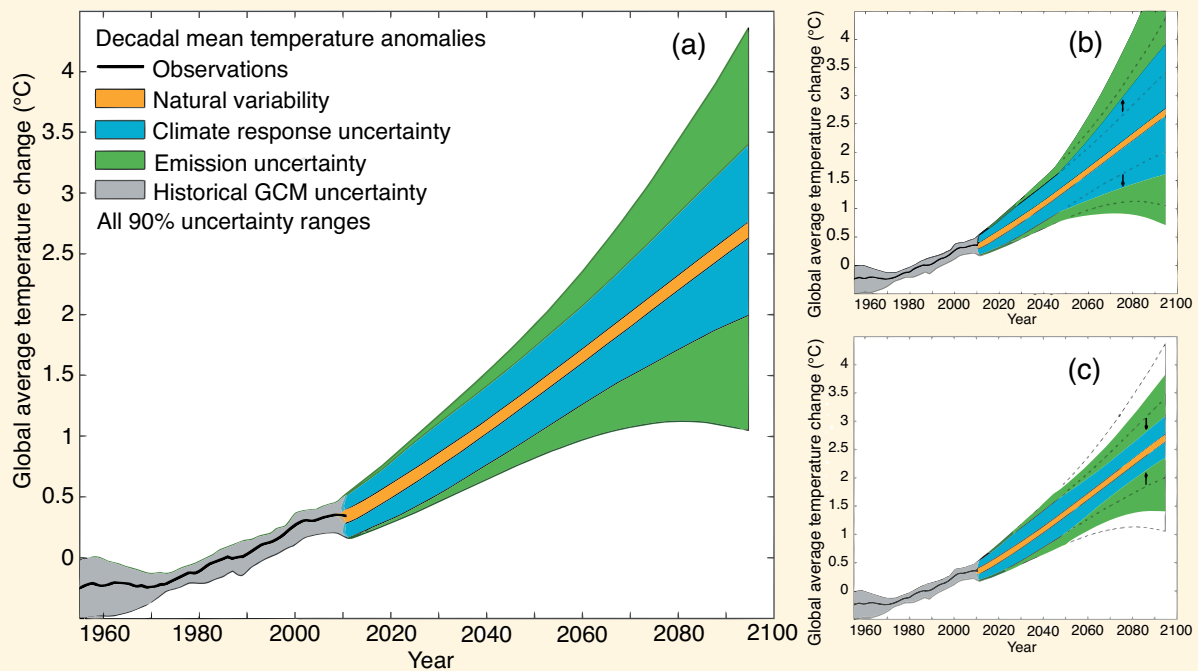 (a)
Decadal mean temperature anomalies
Observations
Natural variability
Climate response uncertainty
Emission uncertainty
Historical GCM uncertainty
All 90% uncertainty ranges
Global average temperature change (°C)
4
3.5
3
2.5
2
1.5
1
0.5
0
1960 1980 2000 2020 2040 2060 2080 2100
Year
(b)
Global average temperature change (°C)
4.5
4
3.5
3
2.5
2
1.5
1
0.5
0
1960 1980 2000 2020 2040 2060 2080 2100
Year
(c)
Global average temperature change (°C)
4.5
4
3.5
3
2.5
2
1.5
1
0.5
0
1960 1980 2000 2020 2040 2060 2080 2100
Year